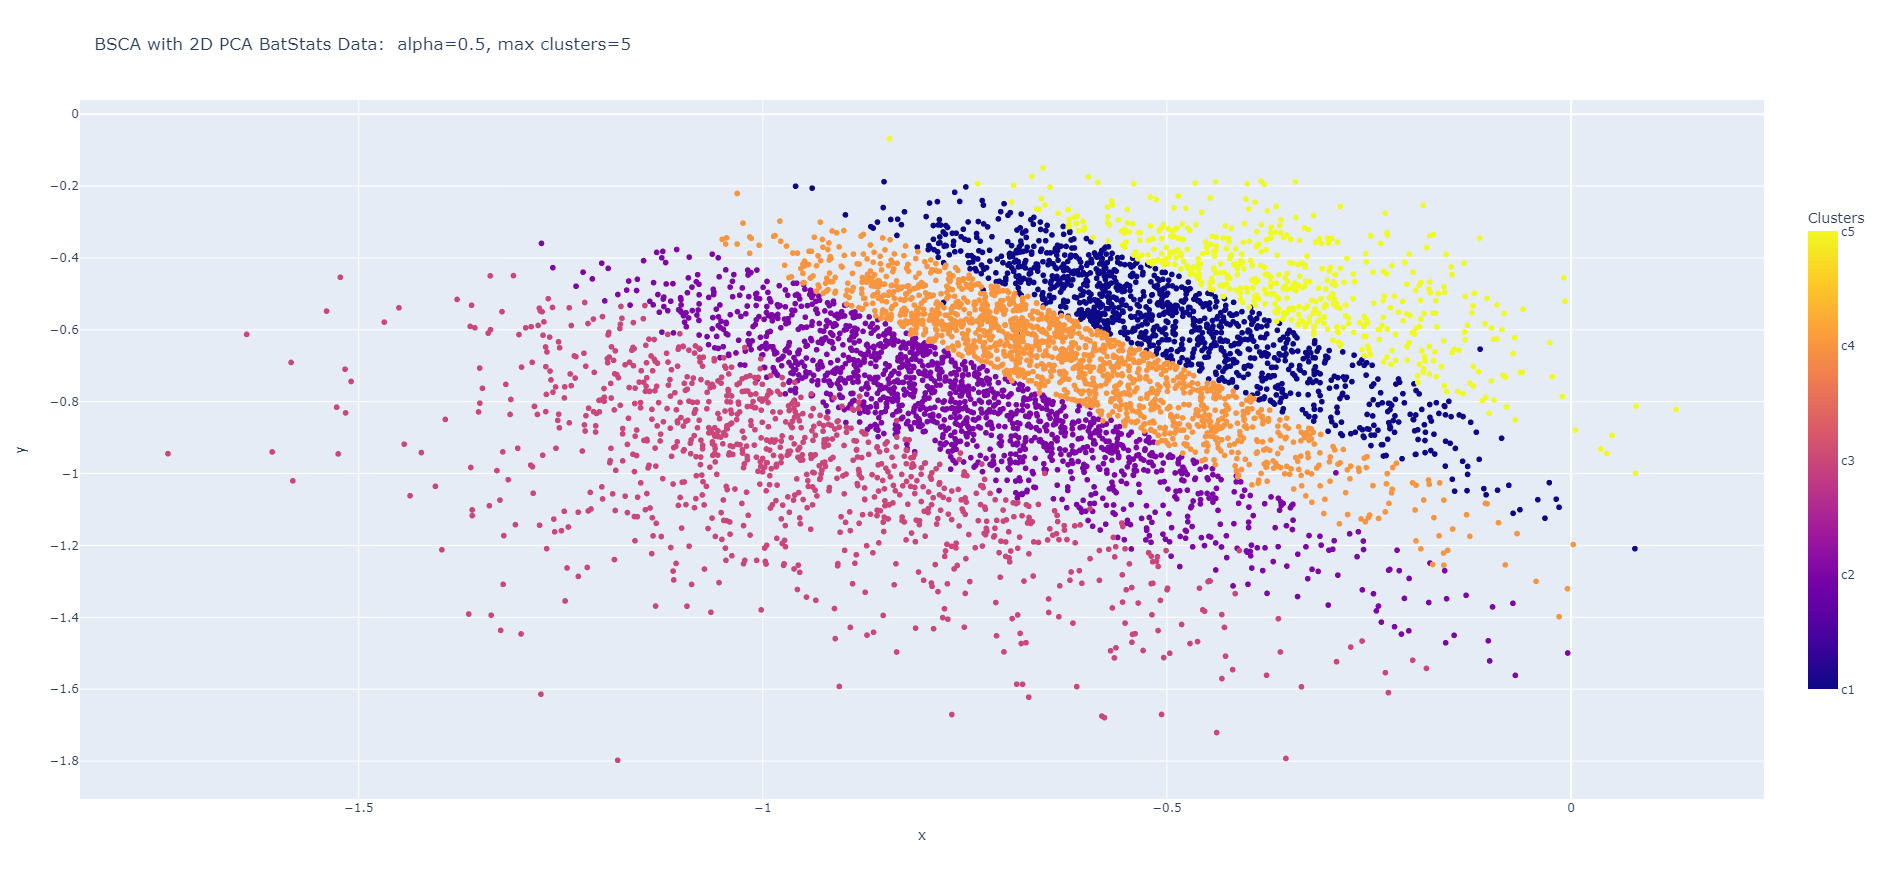 BSCA with 2D PCA BatStats Data:  alpha=0.5, max clusters=5
0
−0.2
−0.4
−0.6
−0.8
−1
−1.2
−1.4
−1.6
−1.8
y
−1.5
−1
−0.5
0
x
Clusters
c5
c4
c3
c2
c1